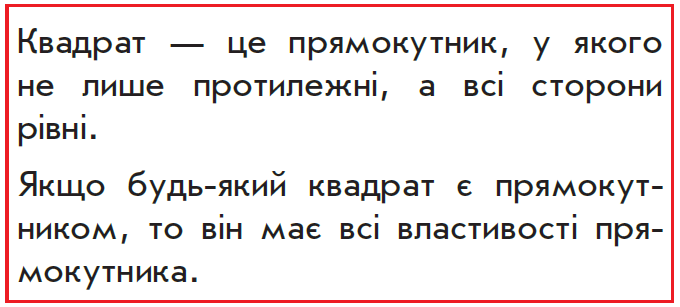 Квадрат — це прямокутник, у якого
не лише протилежні, а всі сторони
рівні.
Якщо будь-який квадрат є прямокут-
ником, то він має всі властивості пря-
мокутника.